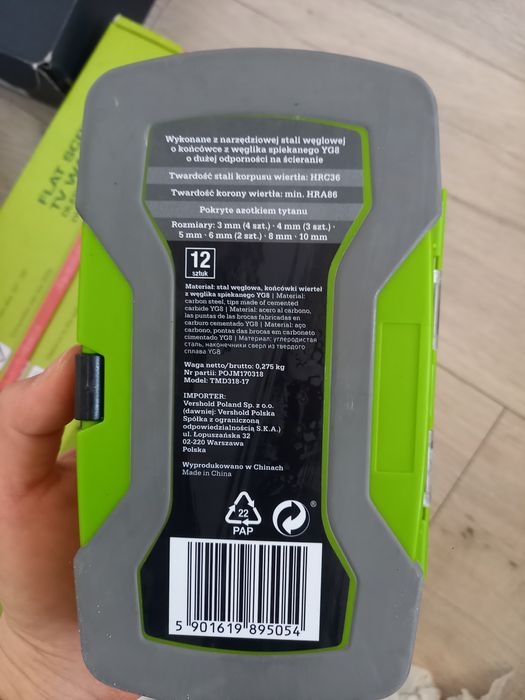 FLAT SC
TV W
Wykonane z narzędziowej stali węglowej
o końcówce z węglika spiekanego YG8
o dużej odporności na ścieranie
Twardość stali korpusu wiertła: HRC36
Twardość korony wiertła: min. HRA86
Pokryte azotkiem tytanu
Rozmiary: 3 mm (4 szt.) · 4 mm (3 szt.) ·
5 mm · 6 mm (2 szt.) · 8 mm · 10 mm
12
sztuk
Materiał: stal węglowa, końcówki wierteł
z węglika spiekanego YG8 | Material:
carbon steel, tips made of cemented
carbide YG8 | Material: acero al carbono,
las puntas de las brocas fabricadas en
carburo cementado YG8 | Material: aço
carbono, pontas das brocas em carboneto
cimentado YG8 | Материал: углеродистая
сталь, наконечники сверл из твердого
сплава YG8
Waga netto/brutto: 0,275 kg
Nr partii: POJM170318
Model: TMD318-17
IMPORTER:
Vershold Poland Sp. z o.o.
(dawniej: Vershold Polska
Spółka z ograniczoną
odpowiedzialnością S.K.A.)
ul. Łopuszańska 32
02-220 Warszawa
Polska
Wyprodukowano w Chinach
Made in China
22
PAP
®
5 901619 895054